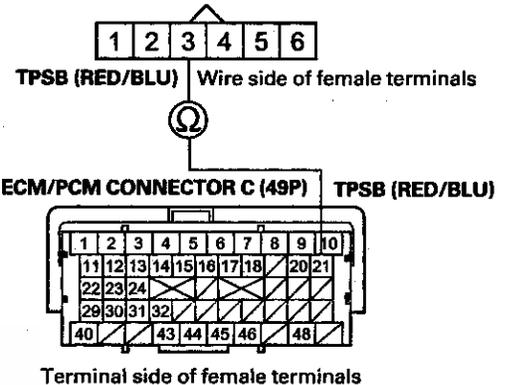 1 2 3 4 5 6
TPSB (RED/BLU) Wire side of female terminals
Ω
ECM/PCM CONNECTOR C (49P) TPSB (RED/BLU)
1 2 3 4 5 6 7 8 9 10
11 12 13 14 15 16 17 18 20 21
22 23 24
29 30 31 32
40 43 44 45 46 48
Terminal side of female terminals